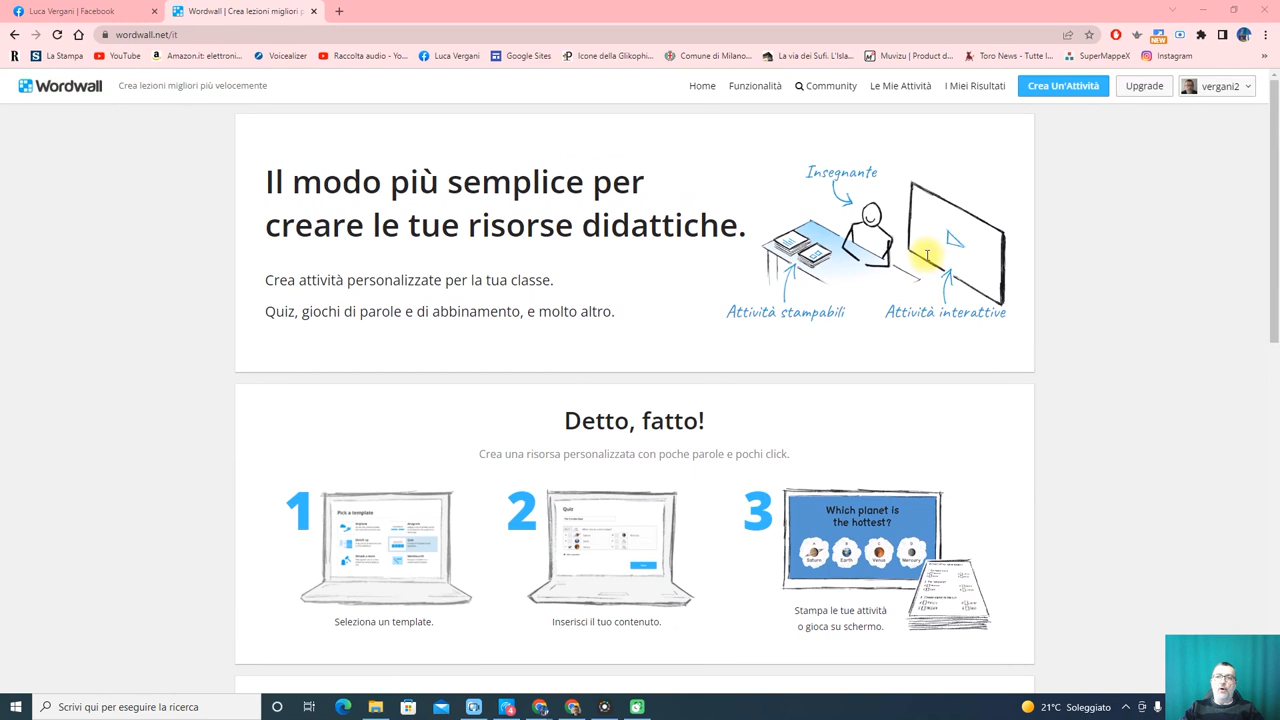 Luca Vergani | Facebook
Wordwall | Crea lezioni migliori p
wordwall.net/it
La Stampa
YouTube
Amazon.it: elettroni...
Voicealizer
Raccolta audio - Yo...
Luca Vergani
Google Sites
Icone della Glikophi...
Comuni di Milano...
La via dei Sufi. L'Isla...
Muvizu | Product d...
Toro News - Tutte l...
SuperMappeX
Instagram
Wordwall
Crea lezioni migliori più velocemente
Home
Funzionalità
Community
Le Mie Attività
I Miei Risultati
Crea Un'Attività
Upgrade
vergani2
Il modo più semplice per
creare le tue risorse didattiche.
Crea attività personalizzate per la tua classe.
Quiz, giochi di parole e di abbinamento, e molto altro.
Insegnante
Attività stampabili
Attività interattive
Detto, fatto!
Crea una risorsa personalizzata con poche parole e pochi click.
1
Pick a template
Seleziona un template.
2
Quiz
Inserisci il tuo contenuto.
3
Which planet is
the hottest?
Saturn
Earth
Venus
Mercury
Stampa le tue attività
o gioca su schermo.
Scrivi qui per eseguire la ricerca
21°C Soleggiato